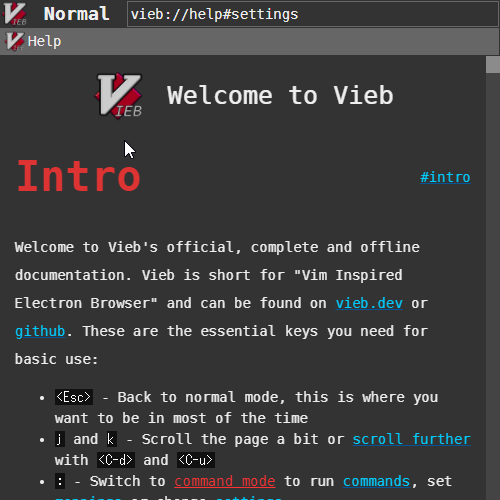 VIEB Normal vieb://help#settings
Help
VIEB Welcome to Vieb
Intro #intro
Welcome to Vieb's official, complete and offline
documentation. Vieb is short for "Vim Inspired
Electron Browser" and can be found on vieb.dev or
github. These are the essential keys you need for
basic use:
• <Esc> - Back to normal mode, this is where you
want to be in most of the time
• j and k - Scroll the page a bit or scroll further
with <C-d> and <C-u>
• : - Switch to command mode to run commands, set